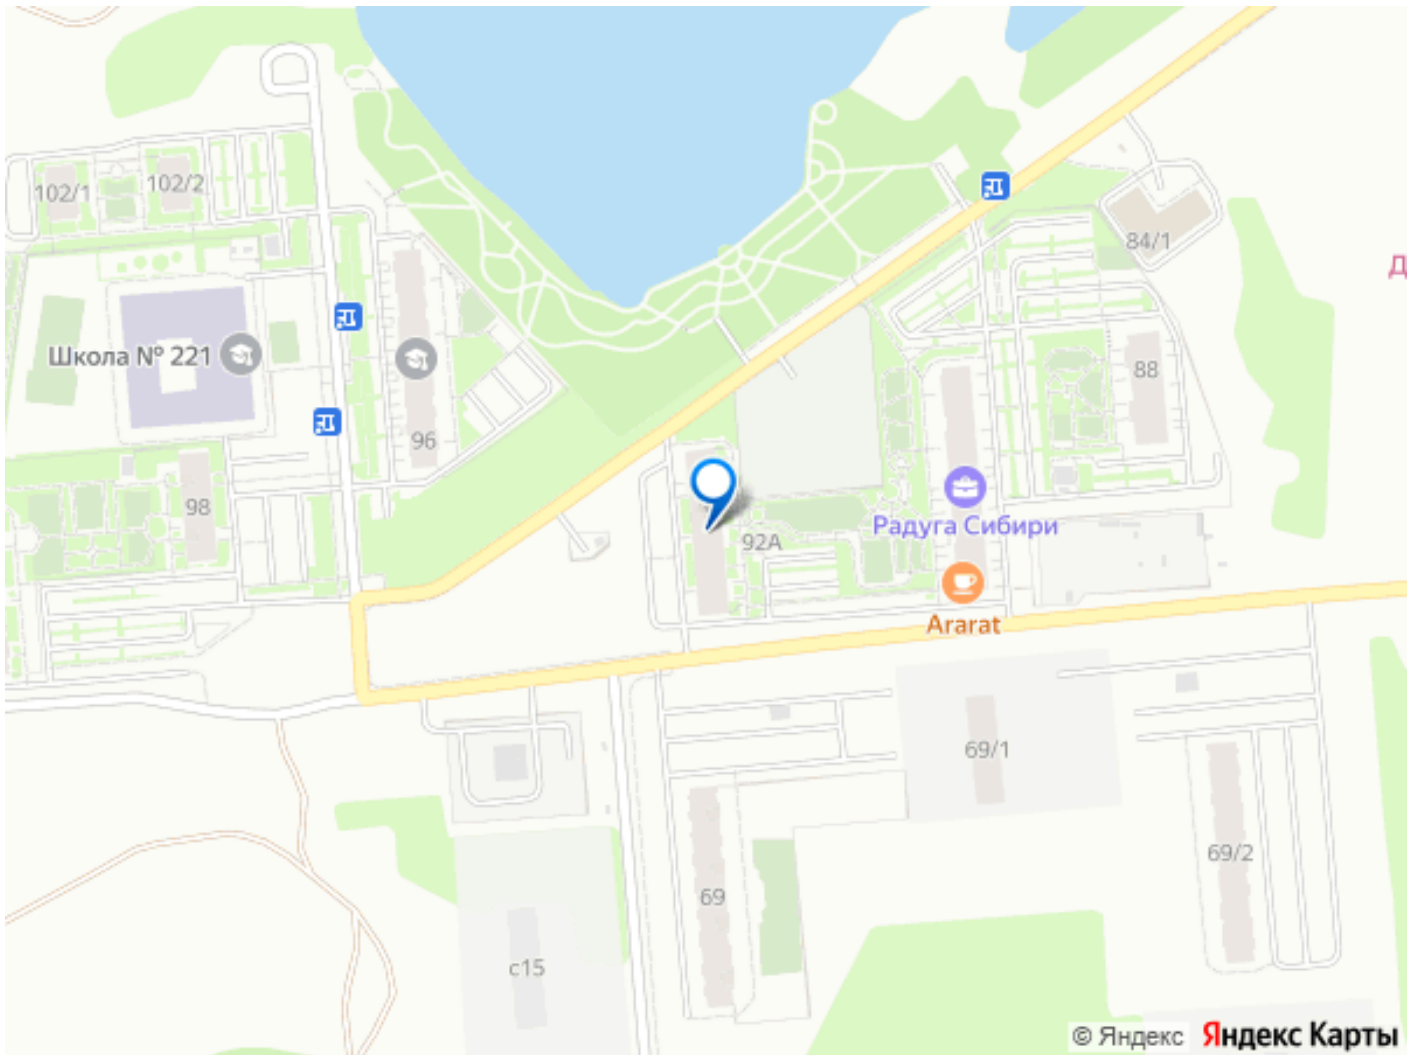 102/1
102/2
84/1
Д
Школа № 221
88
96
98
Радуга Сибири
92А
Ararat
69/1
69/2
69
с15
© Яндекс
Яндекс Карты